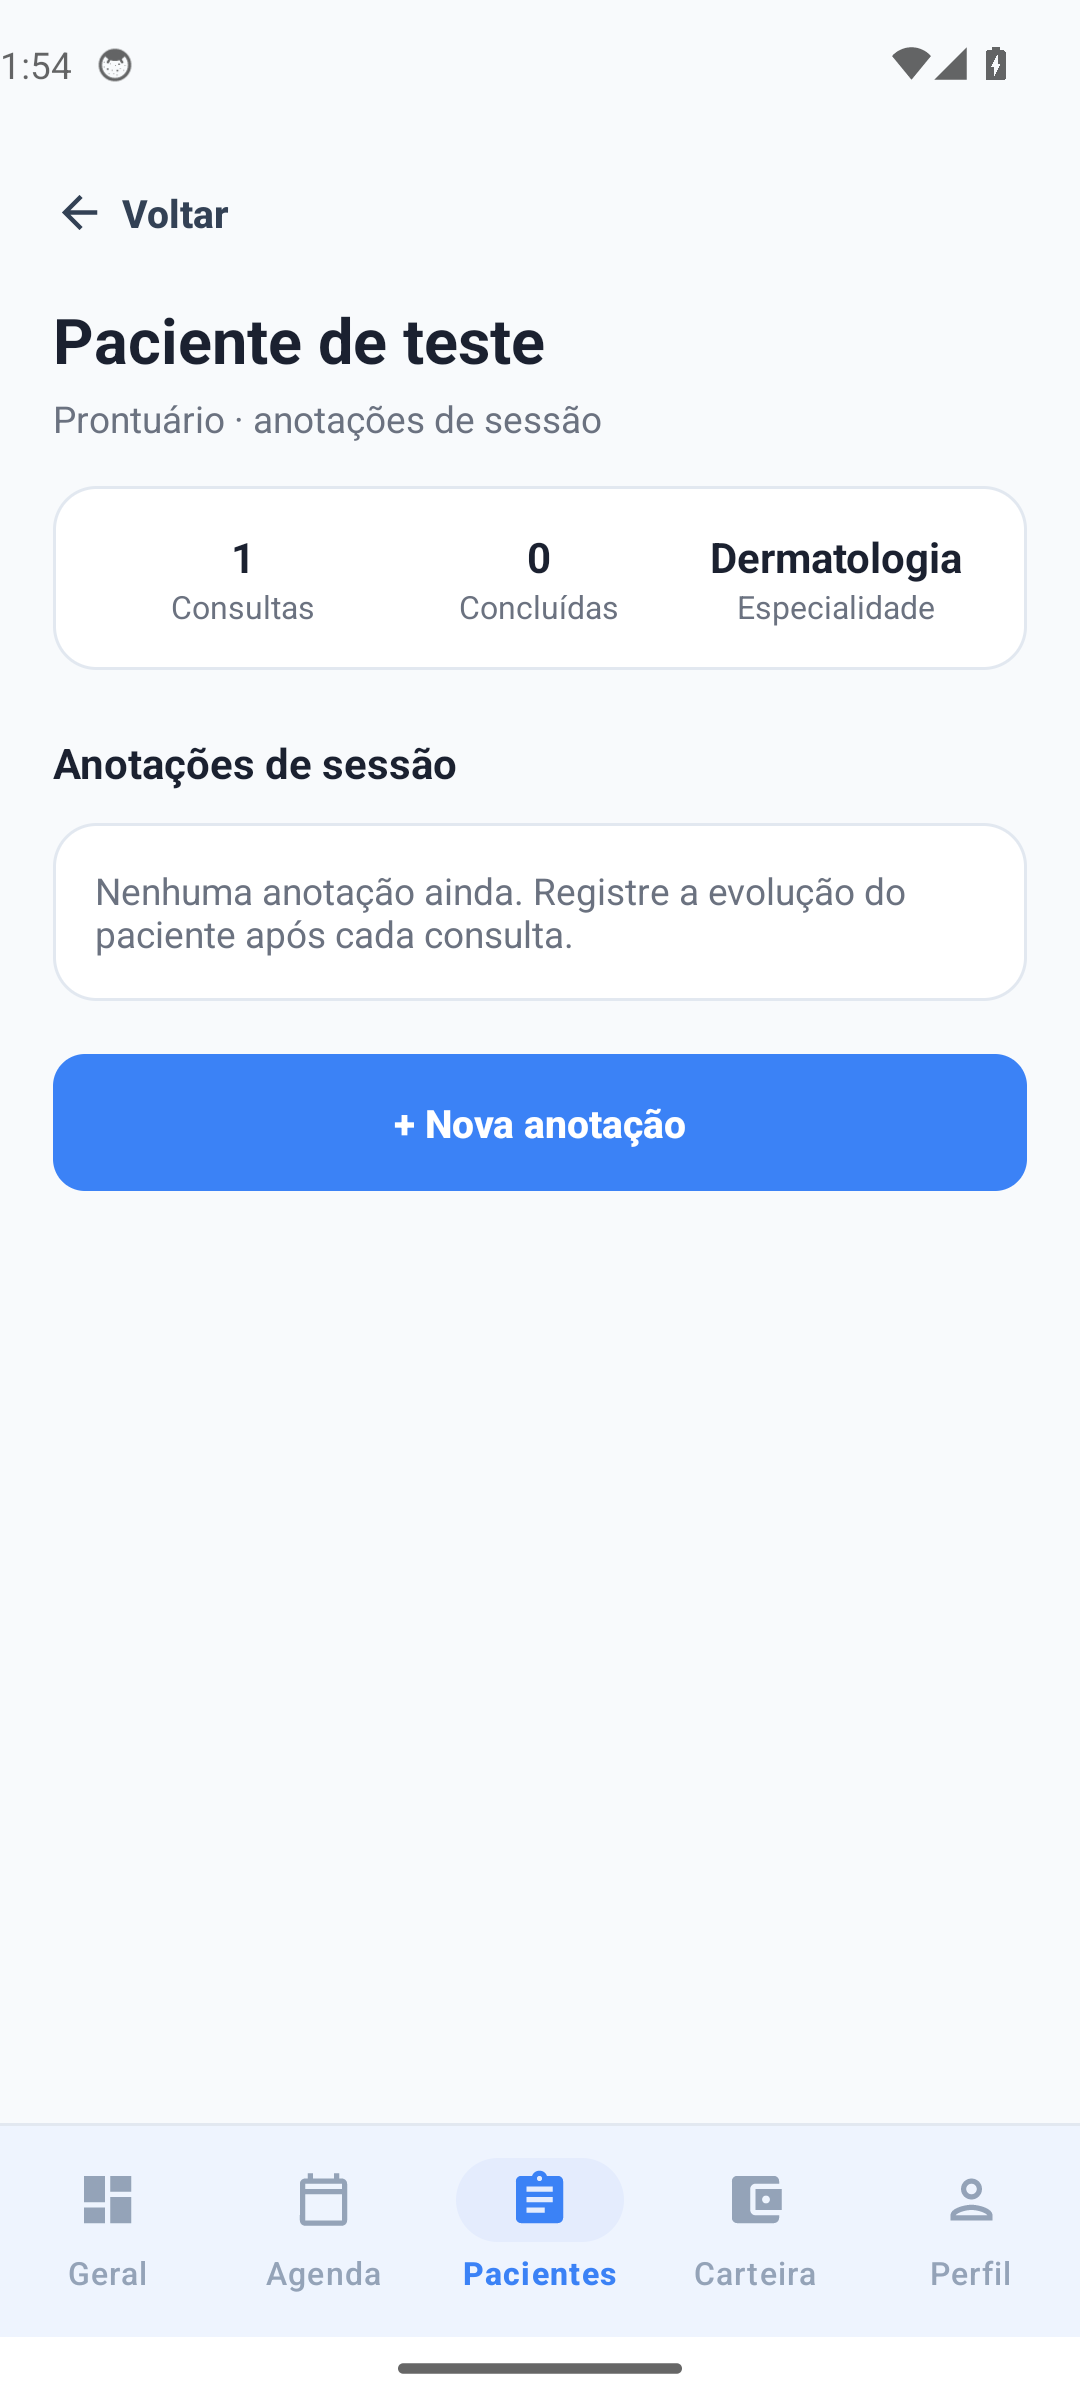 1:54
Voltar
Paciente de teste
Prontuário · anotações de sessão
1
Consultas
0
Concluídas
Dermatologia
Especialidade
Anotações de sessão
Nenhuma anotação ainda. Registre a evolução do
paciente após cada consulta.
+ Nova anotação
Geral
Agenda
Pacientes
Carteira
Perfil